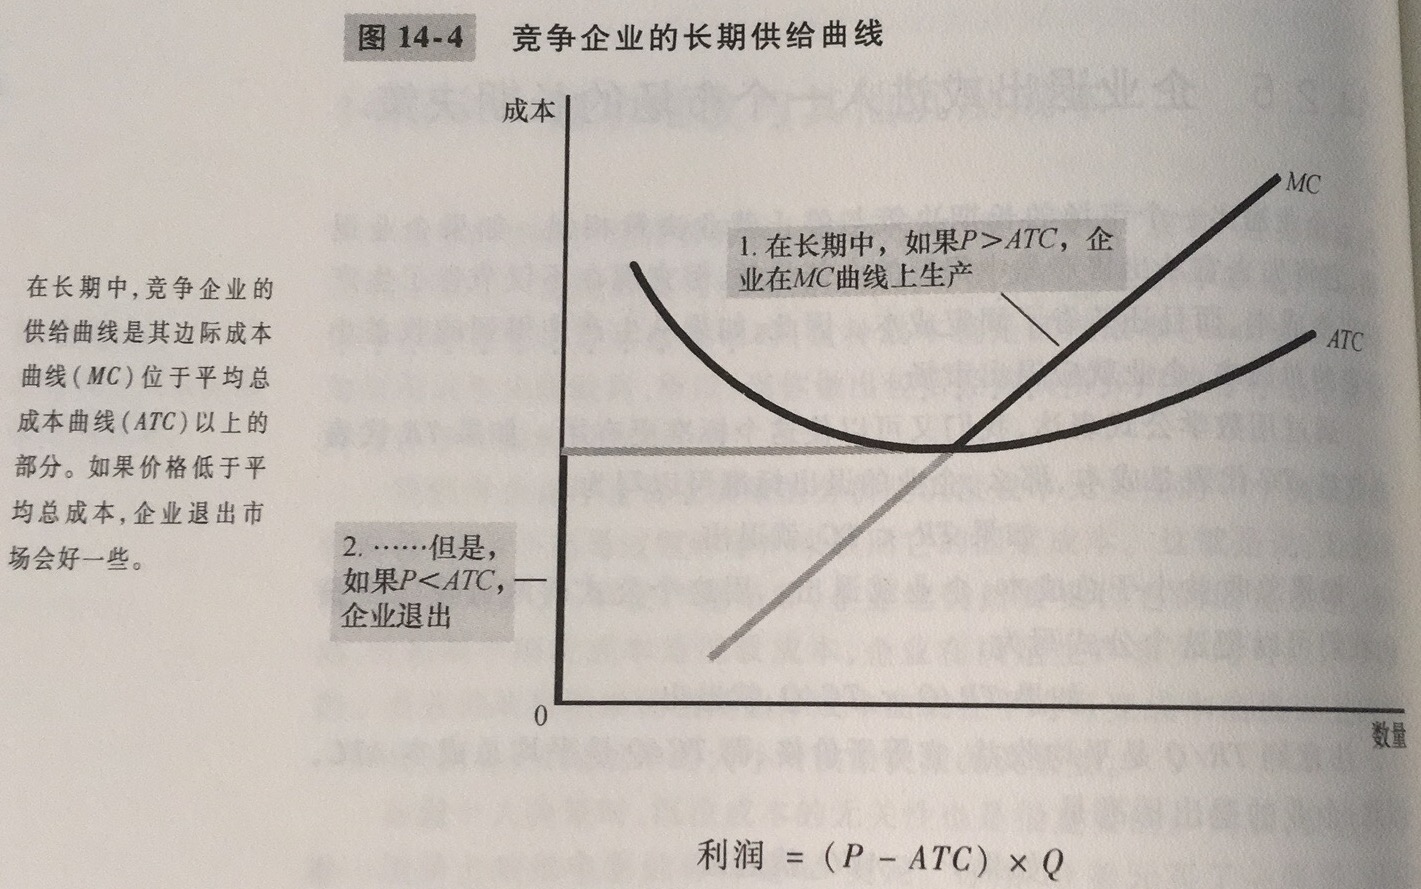 图 14-4 竞争企业的长期供给曲线
成本
MC
1. 在长期中，如果P>ATC，企
业在MC曲线上生产
ATC
在长期中,竞争企业的
供给曲线是其边际成本
曲线(MC)位于平均总
成本曲线(ATC)以上的
部分。如果价格低于平
均总成本,企业退出市
场会好一些。
2. ……但是，
如果P<ATC，
企业退出
0
数量
利润 = (P - ATC) × Q